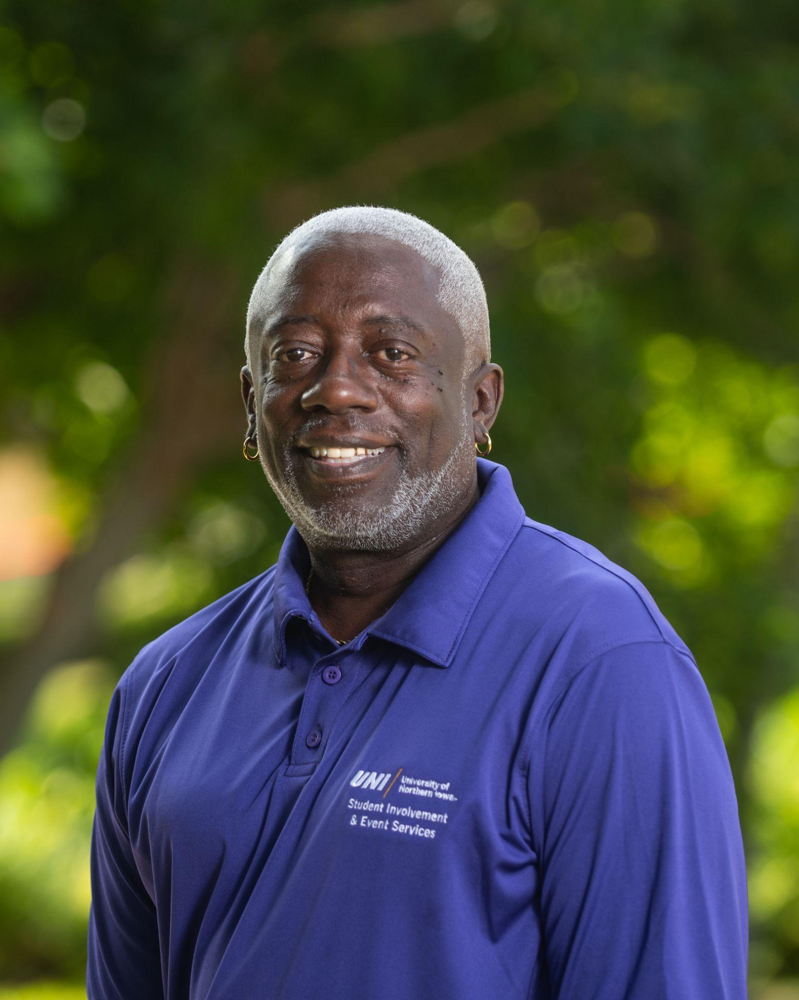 UNI University of
Northern Iowa
Student Involvement
& Event Services